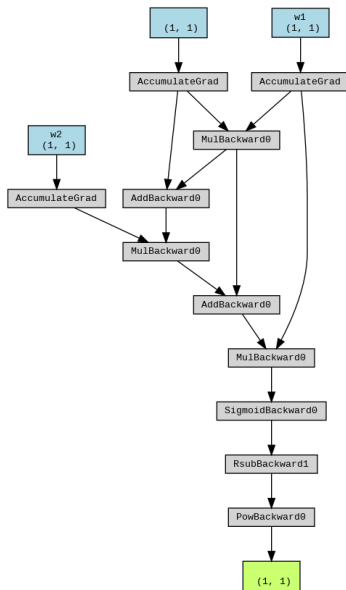 (1, 1)
w1
(1, 1)
AccumulateGrad
AccumulateGrad
w2
(1, 1)
MulBackward0
AccumulateGrad
AddBackward0
MulBackward0
AddBackward0
MulBackward0
SigmoidBackward0
RsubBackward1
PowBackward0
(1, 1)